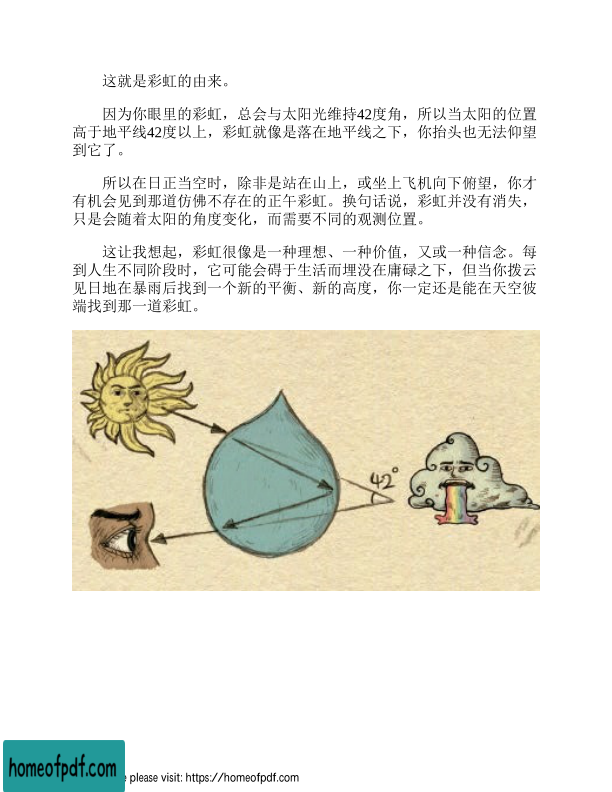 这就是彩虹的由来。
因为你眼里的彩虹，总会与太阳光维持42度角，所以当太阳的位置
高于地平线42度以上，彩虹就像是落在地平线之下，你抬头也无法仰望
到它了。
所以在日正当空时，除非是站在山上，或坐上飞机向下俯望，你才
有机会见到那道仿佛不存在的正午彩虹。换句话说，彩虹并没有消失，
只是会随着太阳的角度变化，而需要不同的观测位置。
这让我想起，彩虹很像是一种理想、一种价值，又或一种信念。每
到人生不同阶段时，它可能会碍于生活而埋没在庸碌之下，但当你拨云
见日地在暴雨后找到一个新的平衡、新的高度，你一定还是能在天空彼
端找到那一道彩虹。
42°
homeofpdf.com
e please visit: https://homeofpdf.com